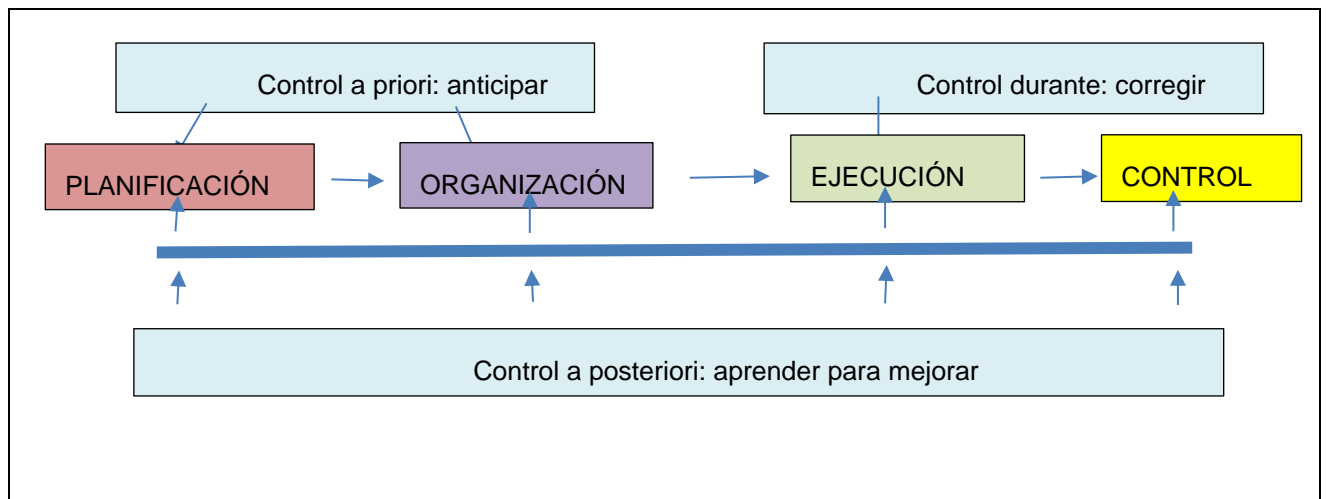 Control a priori: anticipar
Control durante: corregir
PLANIFICACIÓN
ORGANIZACIÓN
EJECUCIÓN
CONTROL
Control a posteriori: aprender para mejorar